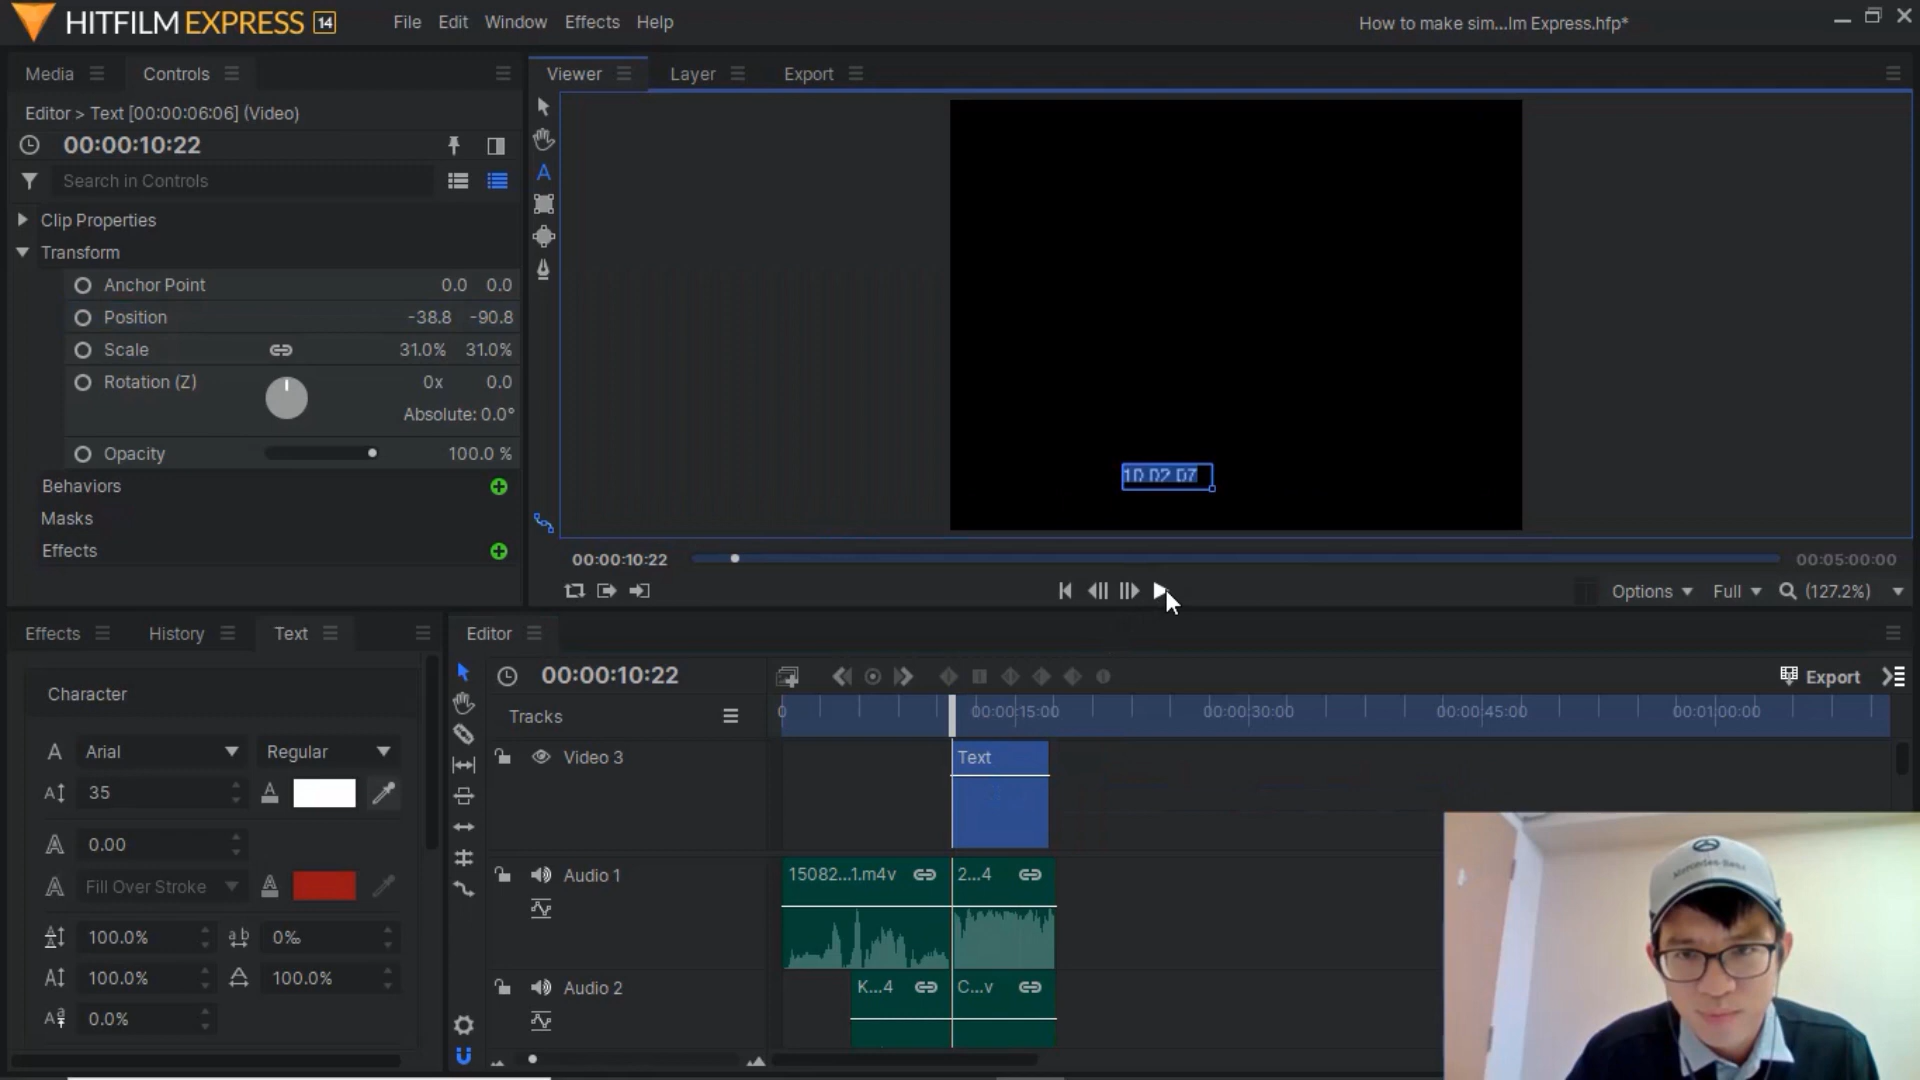 HITFILM EXPRESS 14
File Edit Window Effects Help
How to make sim...lm Express.hfp*
Media Controls
Viewer Layer Export
Editor > Text [00:00:06:06] (Video)
00:00:10:22
Search in Controls
Clip Properties
Transform
Anchor Point 0.0 0.0
Position -38.8 -90.8
Scale 31.0% 31.0%
Rotation (Z) 0x 0.0
Absolute: 0.0°
Opacity 100.0 %
Behaviors
Masks
Effects
00:00:10:22 00:05:00:00
Options Full (127.2%)
Effects History Text
Character
A Arial Regular
35
0.00
Fill Over Stroke
100.0% 0‰
100.0% 100.0%
0.0%
Editor
00:00:10:22
Export
Tracks
0 00:00:15:00 00:00:30:00 00:00:45:00 00:01:00:00
Video 3
Text
Audio 1
15082...1.m4v 2...4
Audio 2
K...4 C...v
Mercedes-Benz